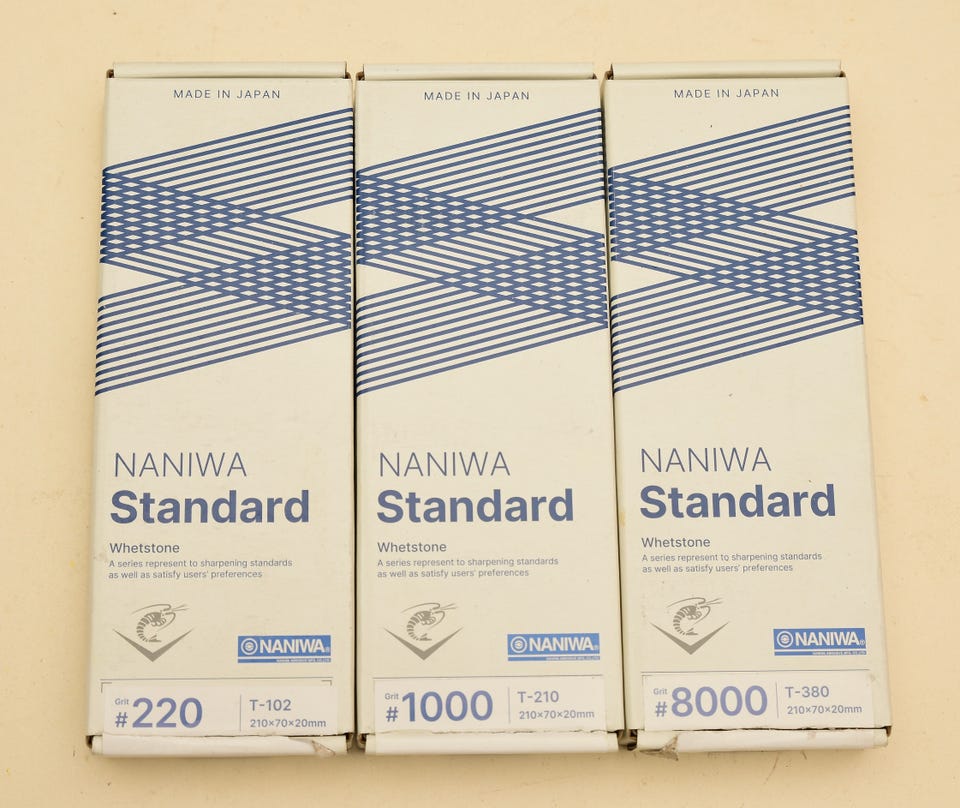 MADE IN JAPAN
NANIWA
Standard
Whetstone
A series represent to sharpening standards
as well as satisfy users' preferences
NANIWA®
Grit
#220
T-102
210×70×20mm
MADE IN JAPAN
NANIWA
Standard
Whetstone
A series represent to sharpening standards
as well as satisfy users' preferences
NANIWA®
Grit
#1000
T-210
210×70×20mm
MADE IN JAPAN
NANIWA
Standard
Whetstone
A series represent to sharpening standards
as well as satisfy users' preferences
NANIWA®
Grit
#8000
T-380
210×70×20mm